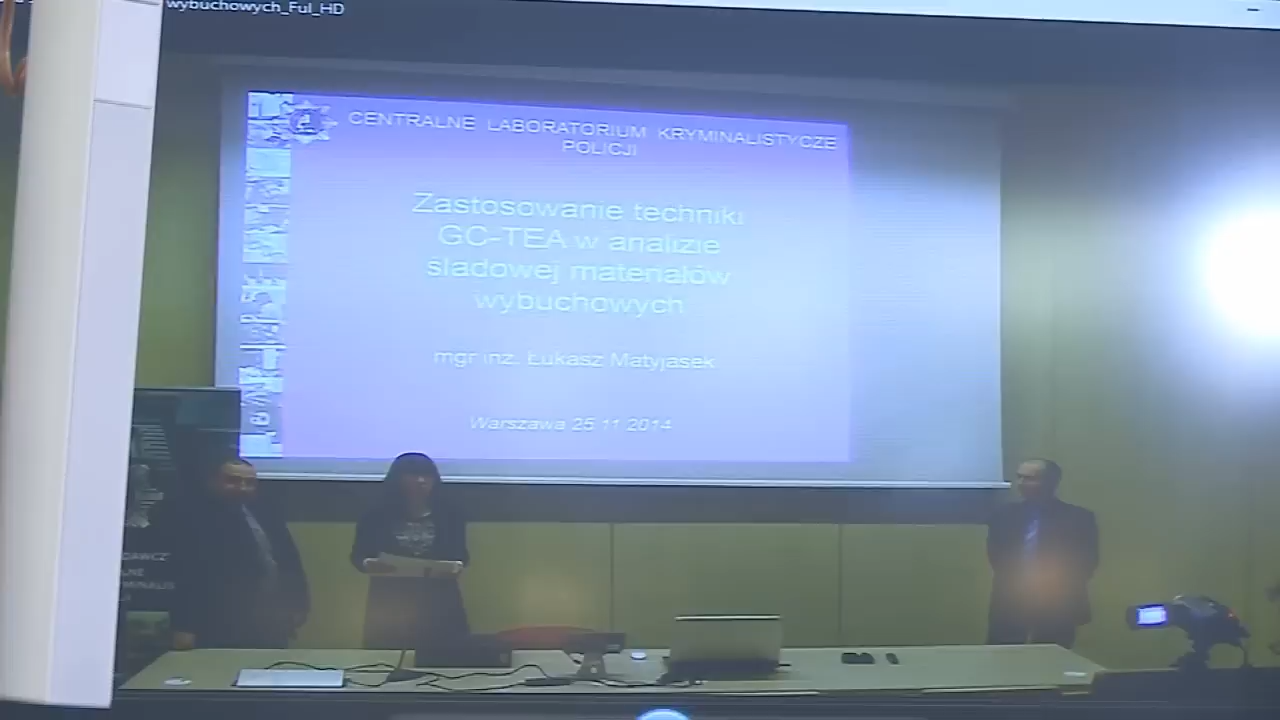 wybuchowych_Ful_HD
CENTRALNE LABORATORIUM KRYMINALISTYCZE
POLICJI
Zastosowanie techniki
GC-TEA w analizie
śladowej materiałów
wybuchowych
mgr inż. Łukasz Matyjasek
Warszawa 25 11 2014